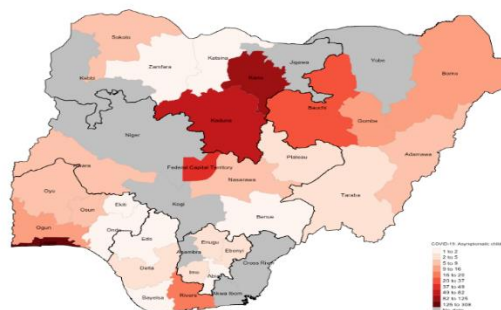 Sokoto
Katsina
Jigawa
Yobe
Borno
Zamfara
Kano
Kebbi
Kaduna
Bauchi
Gombe
Niger
Adamawa
Plateau
Federal Capital Territory
Kwara
Nasarawa
Taraba
Oyo
Kogi
Osun
Ekiti
Benue
Ogun
Ondo
Edo
Enugu
Ebonyi
Anambra
Cross River
Delta
Imo
Abia
Bayelsa
Rivers
Akwa Ibom
COVID-19: Asymptomatic child
1 to 2
2 to 5
5 to 9
9 to 16
16 to 20
20 to 37
37 to 49
49 to 62
62 to 126
126 to 308